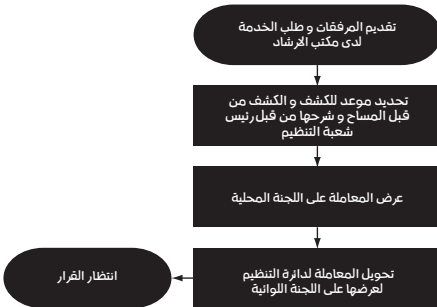 تقديم المرفقات و طلب الخدمة
لدى مكتب الارشاد
تحديد موعد للكشف و الكشف من
قبل المساح و شرحها من قبل رئيس
شعبة التنظيم
عرض المعاملة على اللجنة المحلية
تحويل المعاملة لدائرة التنظيم
لعرضها على اللجنة اللوائية
انتظار القرار